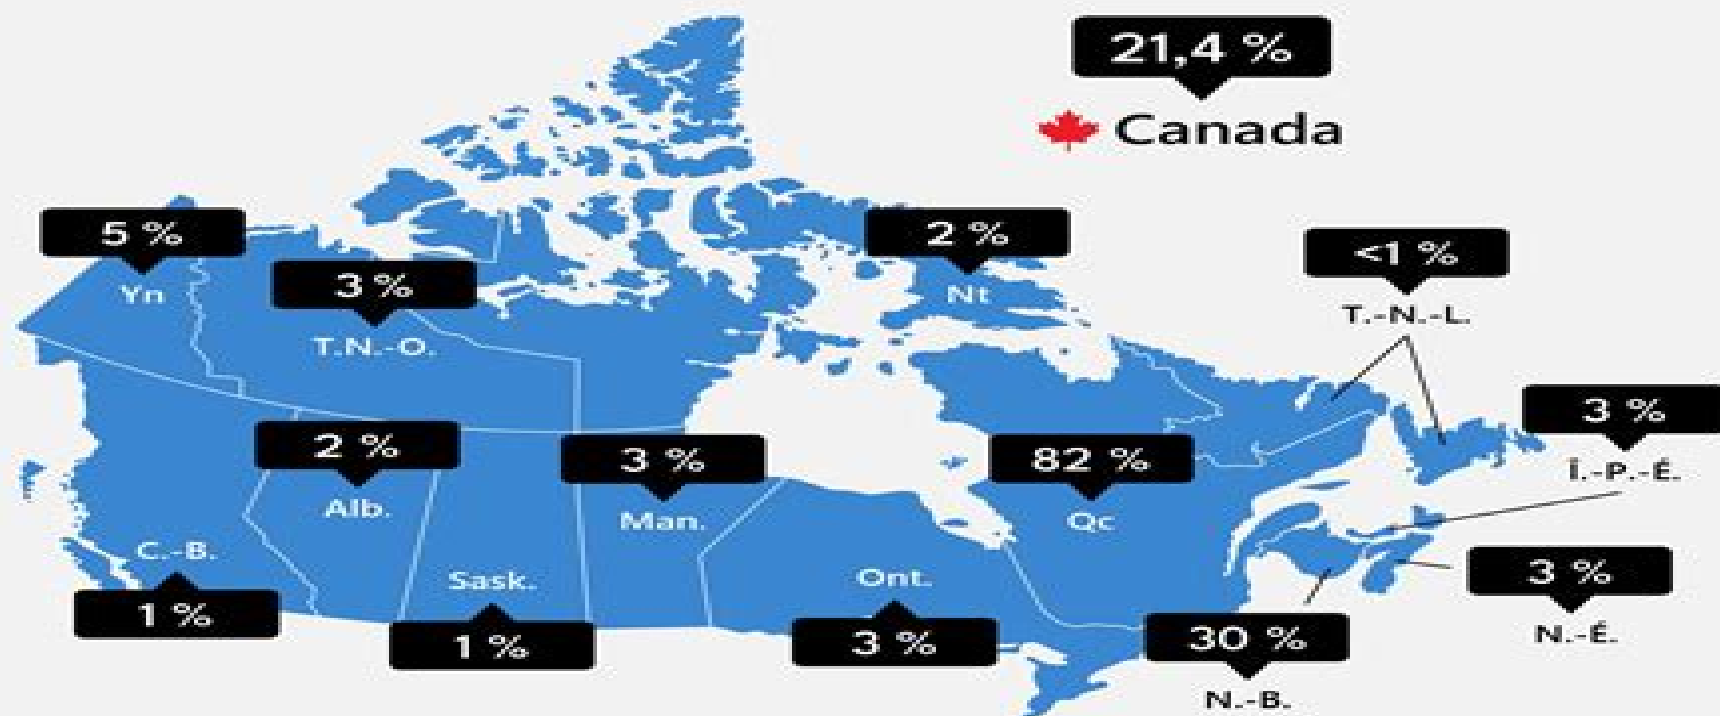 21,4 %
Canada
5 %
Yn
3 %
T.N.-O.
2 %
Nt
<1 %
T.-N.-L.
3 %
Î.-P.-É.
2 %
Alb.
3 %
Man.
82 %
Qc
C.-B.
1 %
Sask.
1 %
Ont.
3 %
30 %
N.-B.
3 %
N.-É.